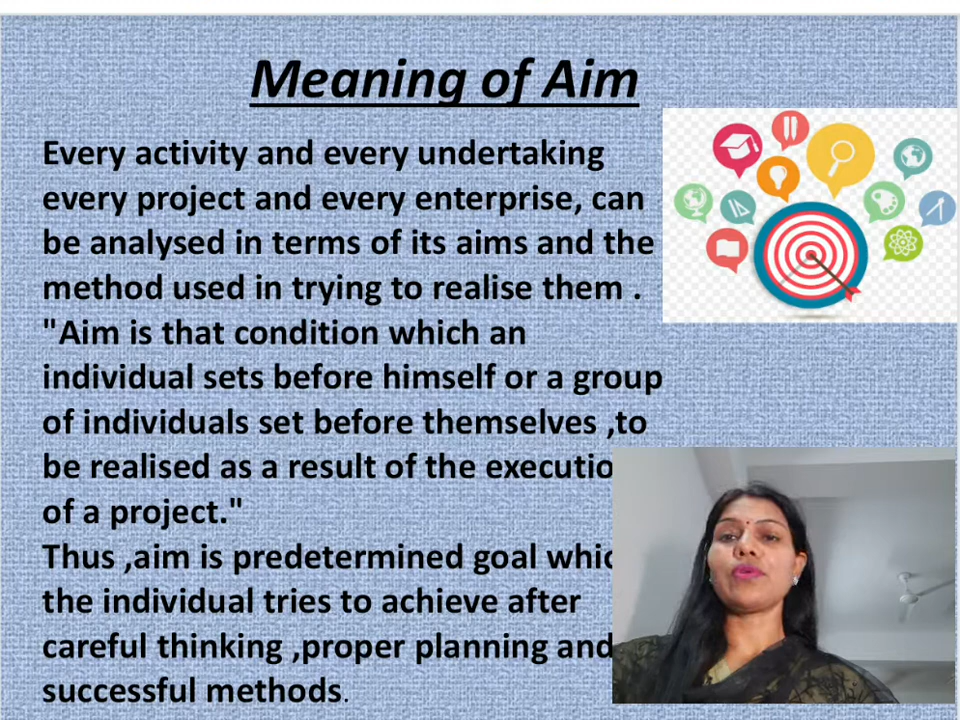 Meaning of Aim
Every activity and every undertaking
every project and every enterprise, can
be analysed in terms of its aims and the
method used in trying to realise them .
"Aim is that condition which an
individual sets before himself or a group
of individuals set before themselves ,to
be realised as a result of the executio
of a project."
Thus ,aim is predetermined goal whic
the individual tries to achieve after
careful thinking ,proper planning and
successful methods.